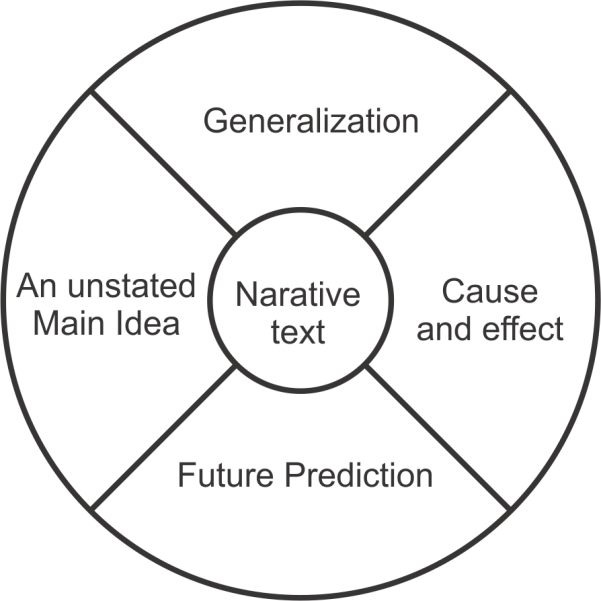 Generalization
An unstated
Main Idea
Narative
text
Cause
and effect
Future Prediction